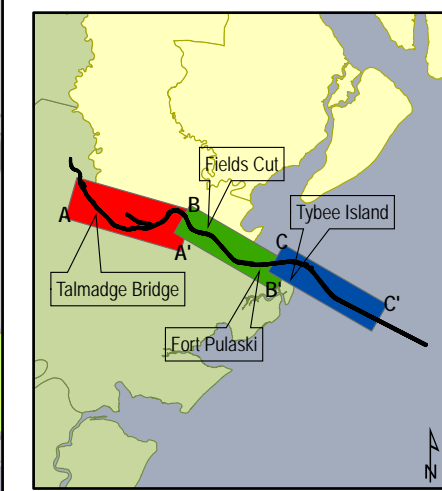 Fields Cut
B
Tybee Island
A
C
A'
Talmadge Bridge
B'
C'
Fort Pulaski
N